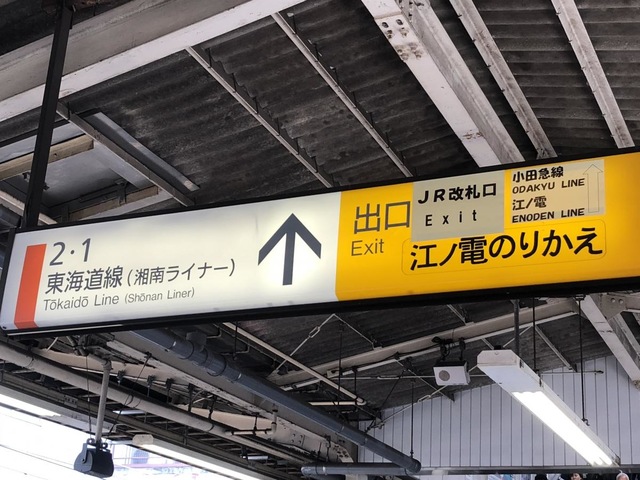 2・1
東海道線(湘南ライナー)
Tōkaidō Line (Shōnan Liner)
出口
Exit
JR改札口
Exit
小田急線
ODAKYU LINE
江ノ電
ENODEN LINE
江ノ電のりかえ